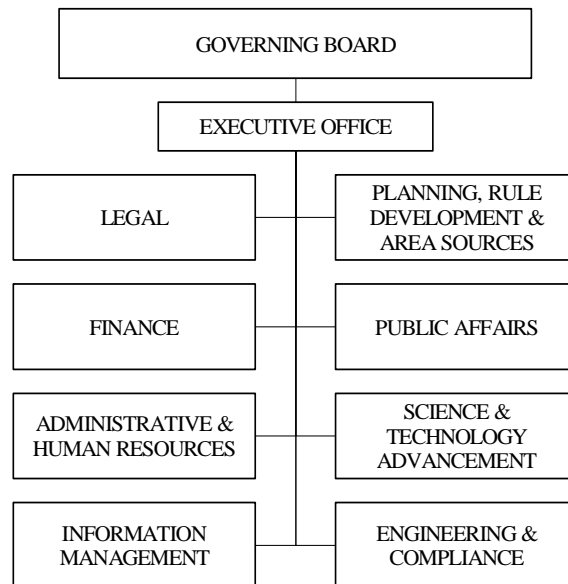 GOVERNING BOARD
EXECUTIVE OFFICE
LEGAL
PLANNING, RULE
DEVELOPMENT &
AREA SOURCES
FINANCE
PUBLIC AFFAIRS
ADMINISTRATIVE &
HUMAN RESOURCES
SCIENCE &
TECHNOLOGY
ADVANCEMENT
INFORMATION
MANAGEMENT
ENGINEERING &
COMPLIANCE